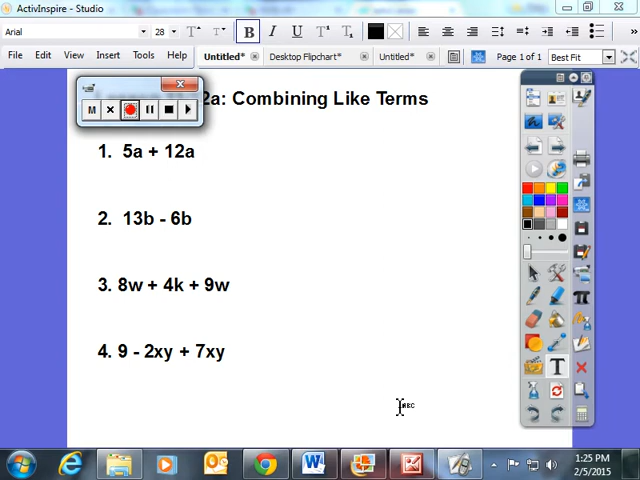 ActivInspire - Studio
Arial 28 B I U
File Edit View Insert Tools Help Untitled* Desktop Flipchart* Untitled* Page 1 of 1 Best Fit
M
2a: Combining Like Terms
1. 5a + 12a
2. 13b - 6b
3. 8w + 4k + 9w
4. 9 - 2xy + 7xy
ABC
T
1:25 PM
2/5/2015